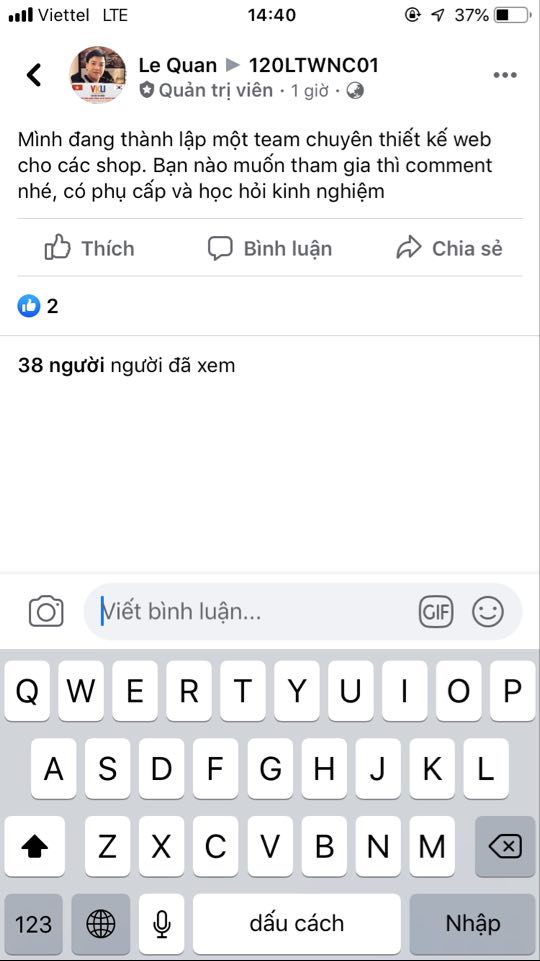 Viettel LTE 14:40 37%
Le Quan ▶ 120LTWNC01
Quản trị viên · 1 giờ ·
VKU
Mình đang thành lập một team chuyên thiết kế web
cho các shop. Bạn nào muốn tham gia thì comment
nhé, có phụ cấp và học hỏi kinh nghiệm
Thích Bình luận Chia sẻ
2
38 người người đã xem
Viết bình luận... GIF
Q W E R T Y U I O P
A S D F G H J K L
Z X C V B N M
123 dấu cách Nhập